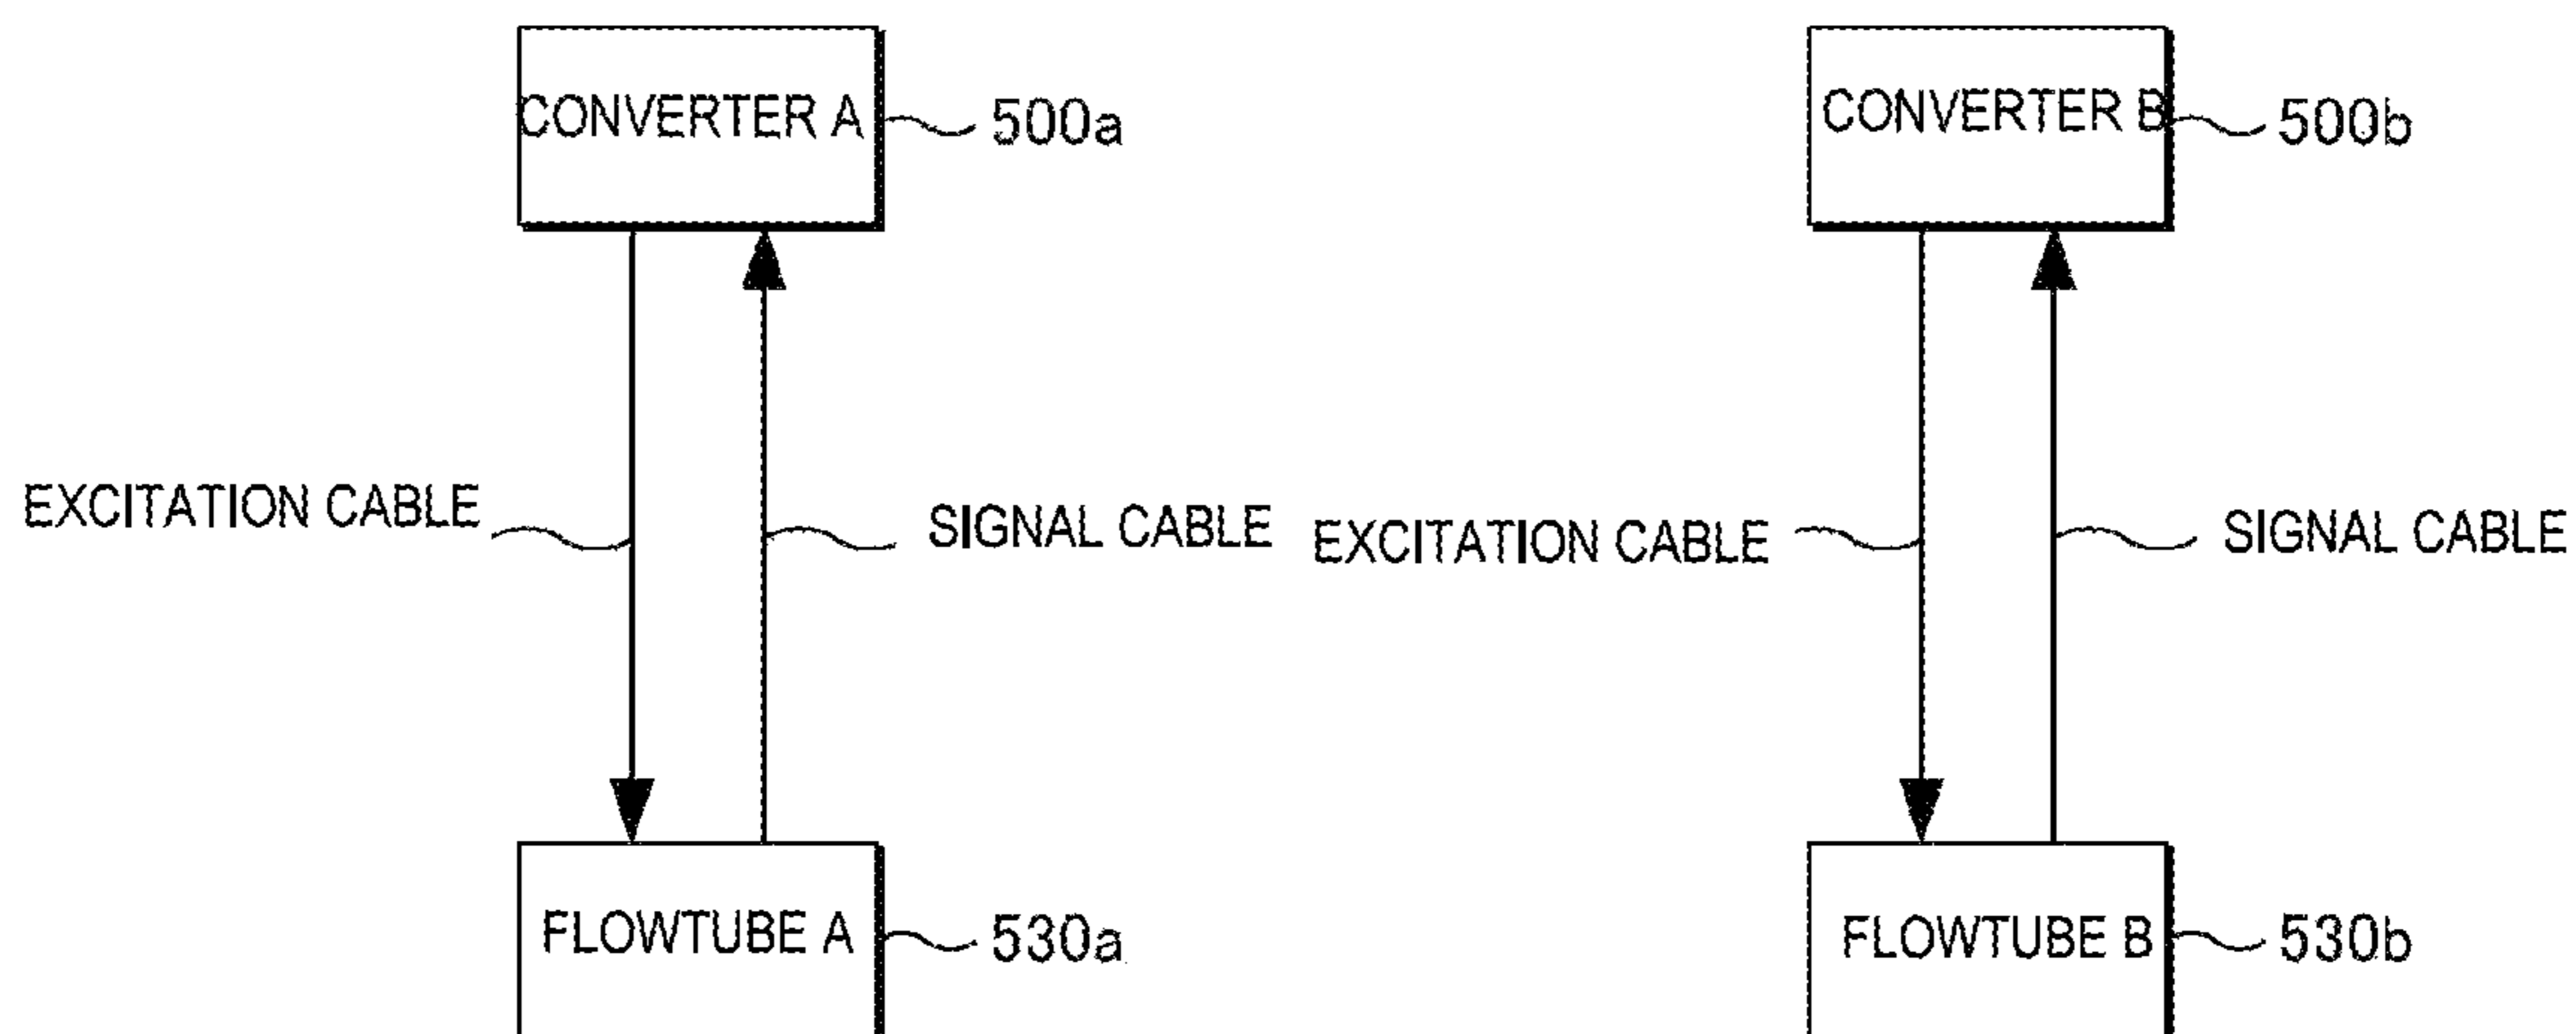 CONVERTER A
500a
CONVERTER B
500b
EXCITATION CABLE
SIGNAL CABLE
EXCITATION CABLE
SIGNAL CABLE
FLOWTUBE A
530a
FLOWTUBE B
530b